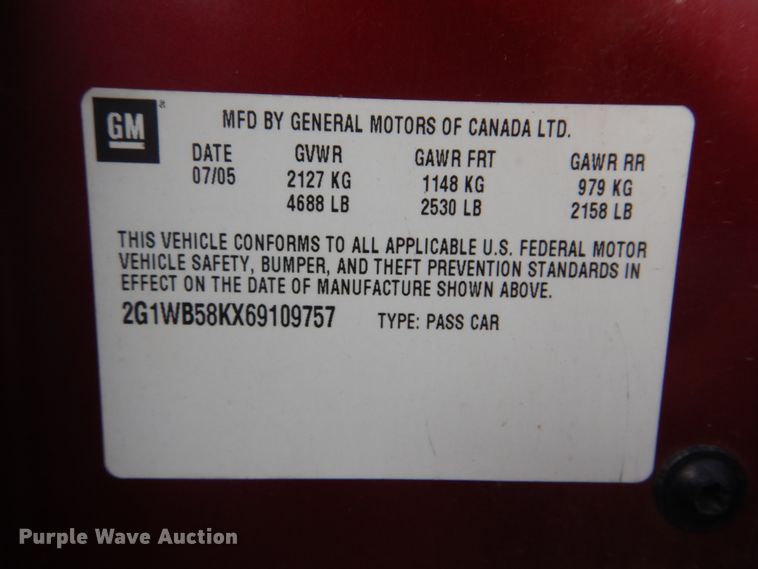 GM ®
MFD BY GENERAL MOTORS OF CANADA LTD.
DATE GVWR GAWR FRT GAWR RR
07/05 2127 KG 1148 KG 979 KG
4688 LB 2530 LB 2158 LB
THIS VEHICLE CONFORMS TO ALL APPLICABLE U.S. FEDERAL MOTOR
VEHICLE SAFETY, BUMPER, AND THEFT PREVENTION STANDARDS IN
EFFECT ON THE DATE OF MANUFACTURE SHOWN ABOVE.
2G1WB58KX69109757 TYPE: PASS CAR
Purple Wave Auction